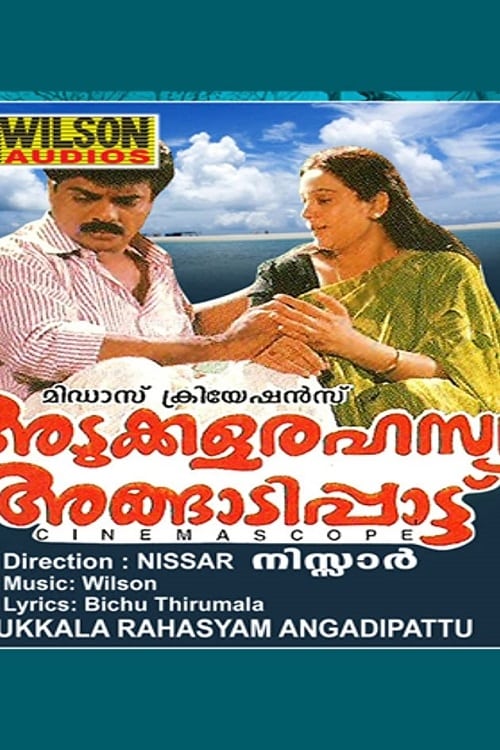 WILSON
AUDIOS
മിഡാസ് ക്രിയേഷൻസ്
അടുക്കളരഹസ്യ
അങ്ങാടിപ്പാട്ട്
CINEMASCOPE
Direction : NISSAR നിസ്സാർ
Music: Wilson
Lyrics: Bichu Thirumala
UKKALA RAHASYAM ANGADIPATTU